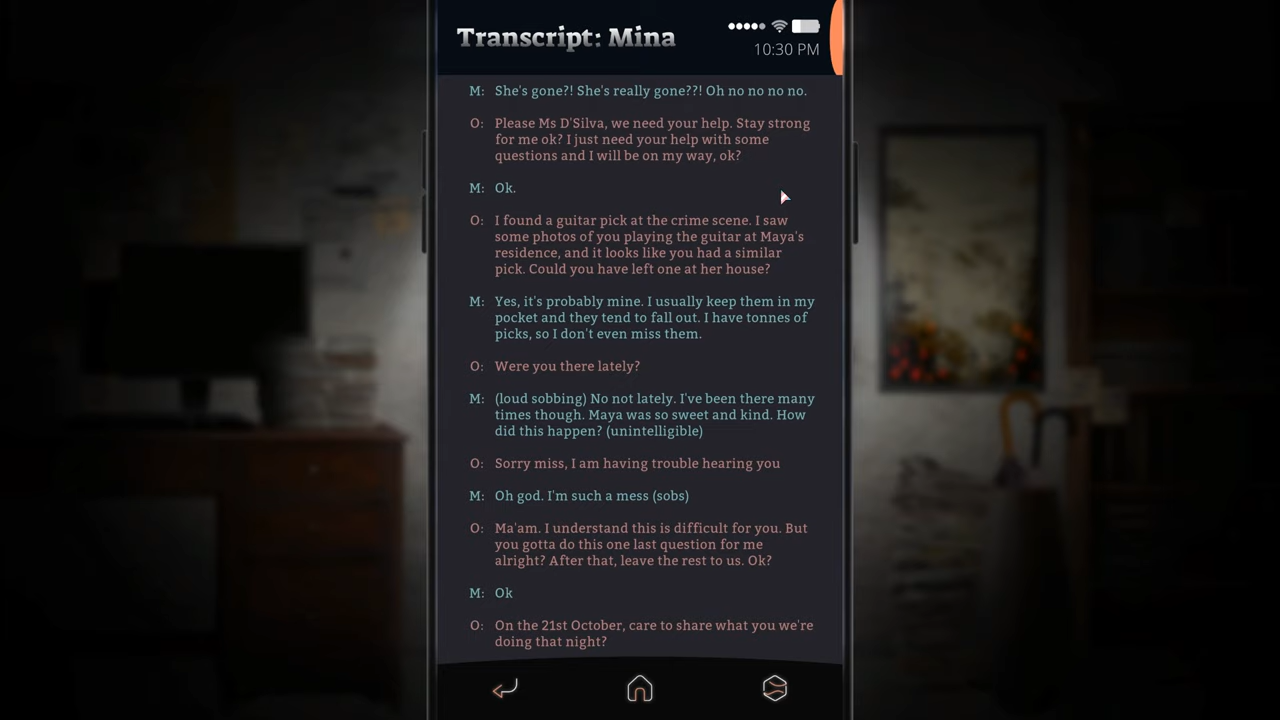 Transcript: Mina
10:30 PM
M: She's gone?! She's really gone??! Oh no no no no.
O: Please Ms D'Silva, we need your help. Stay strong
for me ok? I just need your help with some
questions and I will be on my way, ok?
M: Ok.
O: I found a guitar pick at the crime scene. I saw
some photos of you playing the guitar at Maya's
residence, and it looks like you had a similar
pick. Could you have left one at her house?
M: Yes, it's probably mine. I usually keep them in my
pocket and they tend to fall out. I have tonnes of
picks, so I don't even miss them.
O: Were you there lately?
M: (loud sobbing) No not lately. I've been there many
times though. Maya was so sweet and kind. How
did this happen? (unintelligible)
O: Sorry miss, I am having trouble hearing you
M: Oh god. I'm such a mess (sobs)
O: Ma'am. I understand this is difficult for you. But
you gotta do this one last question for me
alright? After that, leave the rest to us. Ok?
M: Ok
O: On the 21st October, care to share what you we're
doing that night?